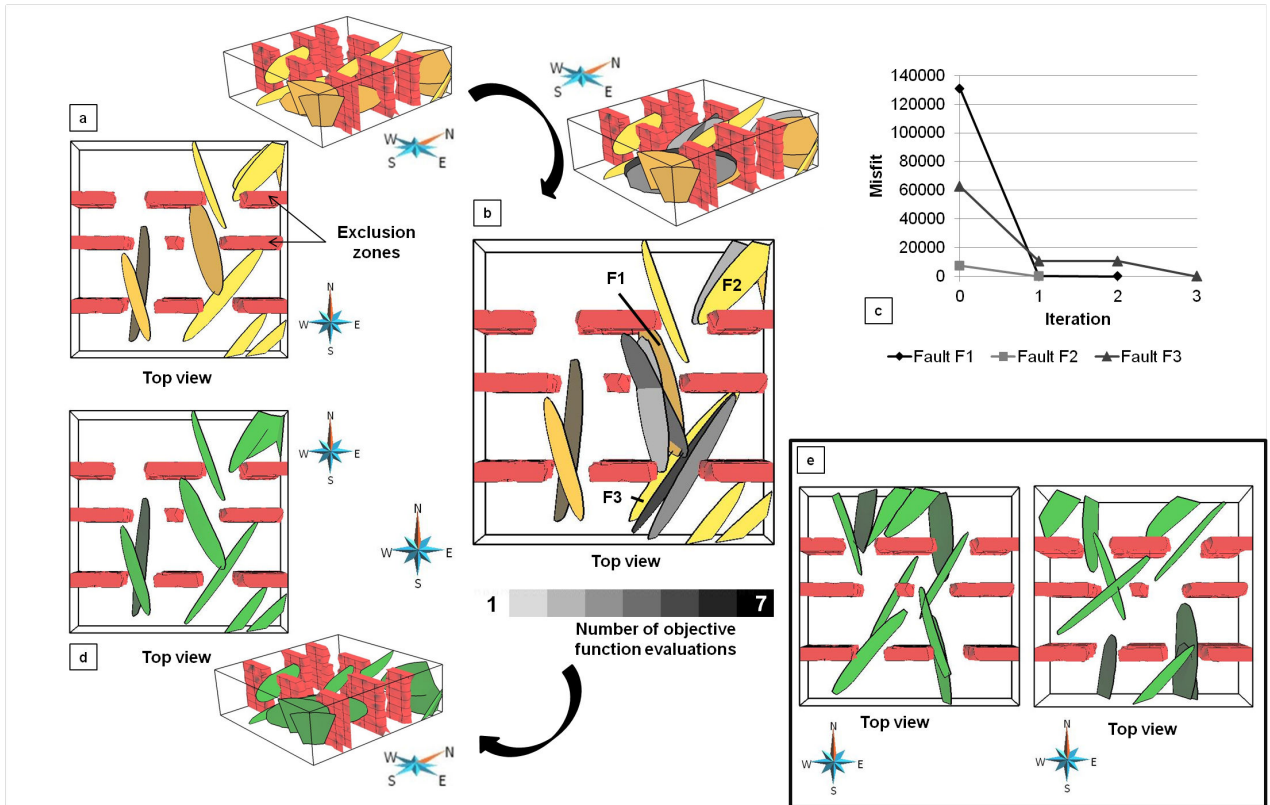 a
W
N
S
E
Exclusion
zones
N
W
E
S
Top view
W
N
S
E
b
F1
F2
F3
Top view
N
W
E
S
1
7
Number of objective
function evaluations
140000
120000
100000
80000
60000
40000
20000
0
Misfit
0
1
2
3
Iteration
c
Fault F1
Fault F2
Fault F3
N
W
E
S
d
Top view
W
N
S
E
e
Top view
N
W
E
S
Top view
N
W
E
S